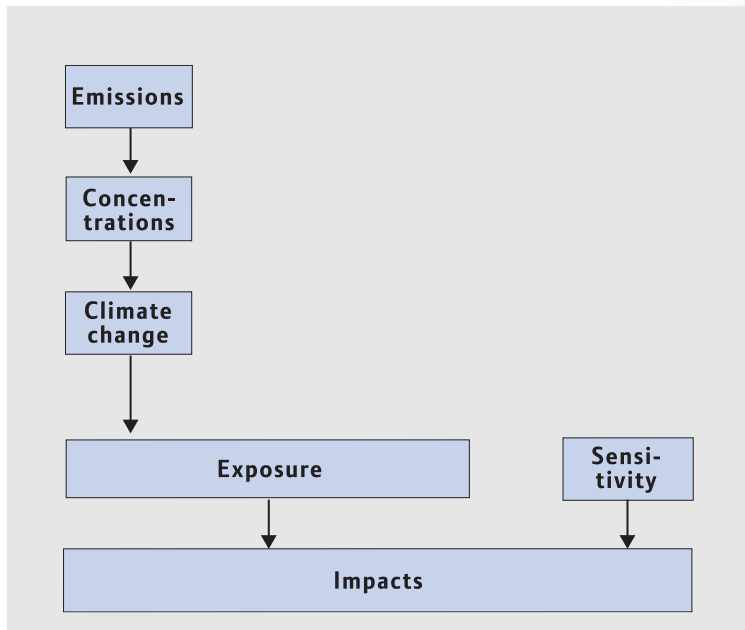 Emissions
Concen-
trations
Climate
change
Exposure
Sensi-
tivity
Impacts